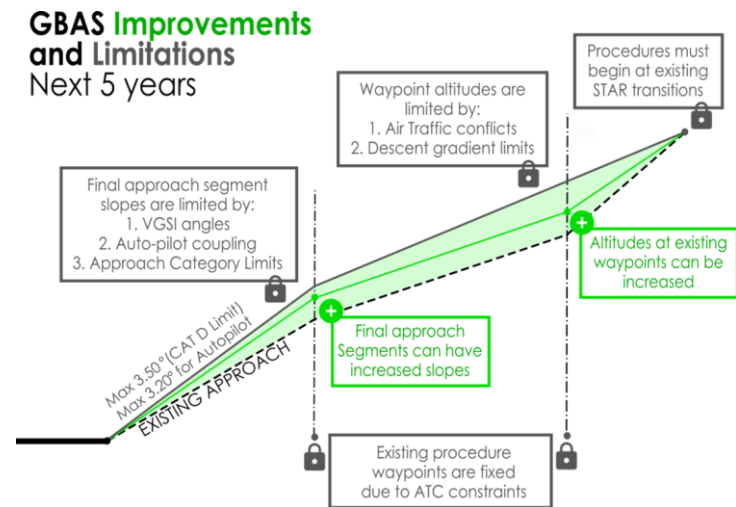 GBAS Improvements
and Limitations
Next 5 years
Procedures must
begin at existing
STAR transitions
Waypoint altitudes are
limited by:
1. Air Traffic conflicts
2. Descent gradient limits
Final approach segment
slopes are limited by:
1. VGSI angles
2. Auto-pilot coupling
3. Approach Category Limits
Altitudes at existing
waypoints can be
increased
Final approach
Segments can have
increased slopes
Max 3.50°(CAT D Limit)
Max 3.20° for Autopilot
EXISTING APPROACH
Existing procedure
waypoints are fixed
due to ATC constraints